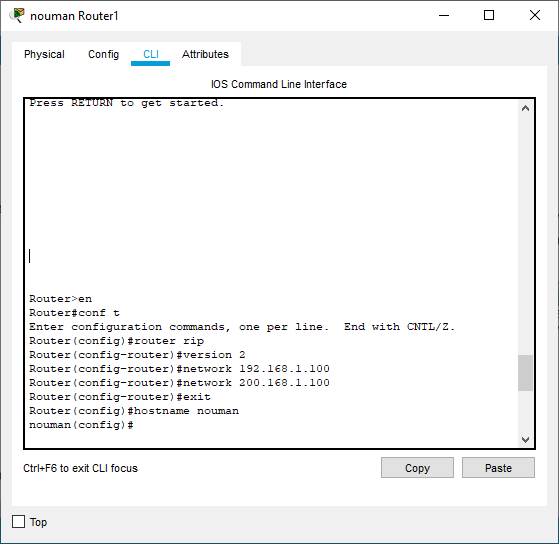 nouman Router1
Physical Config CLI Attributes
IOS Command Line Interface
Press RETURN to get started.
Router>en
Router#conf t
Enter configuration commands, one per line.  End with CNTL/Z.
Router(config)#router rip
Router(config-router)#version 2
Router(config-router)#network 192.168.1.100
Router(config-router)#network 200.168.1.100
Router(config-router)#exit
Router(config)#hostname nouman
nouman(config)#
Ctrl+F6 to exit CLI focus
Copy Paste
Top